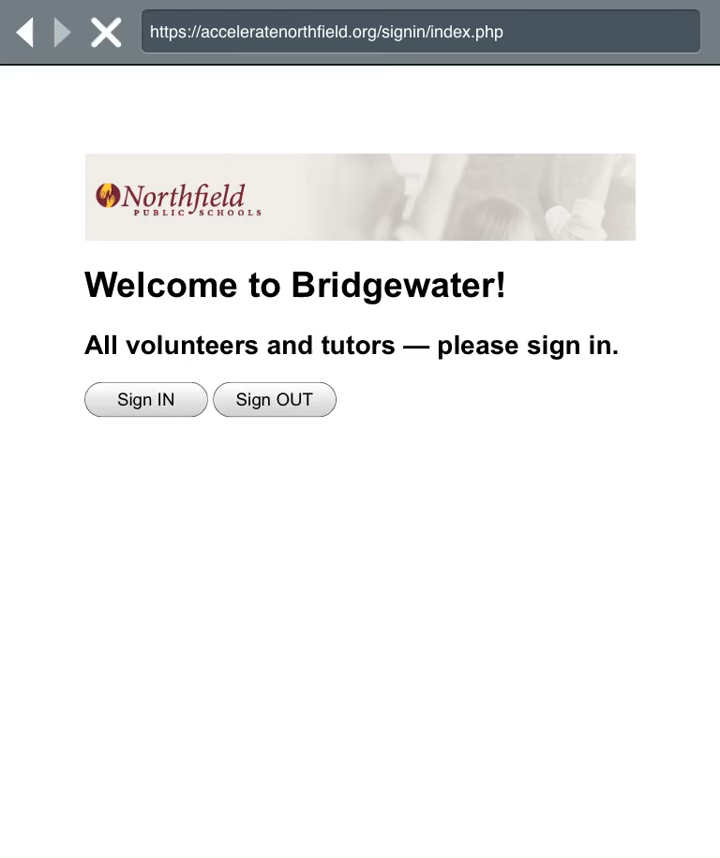 https://acceleratenorthfield.org/signin/index.php
Northfield
PUBLIC SCHOOLS
Welcome to Bridgewater!
All volunteers and tutors — please sign in.
Sign IN Sign OUT